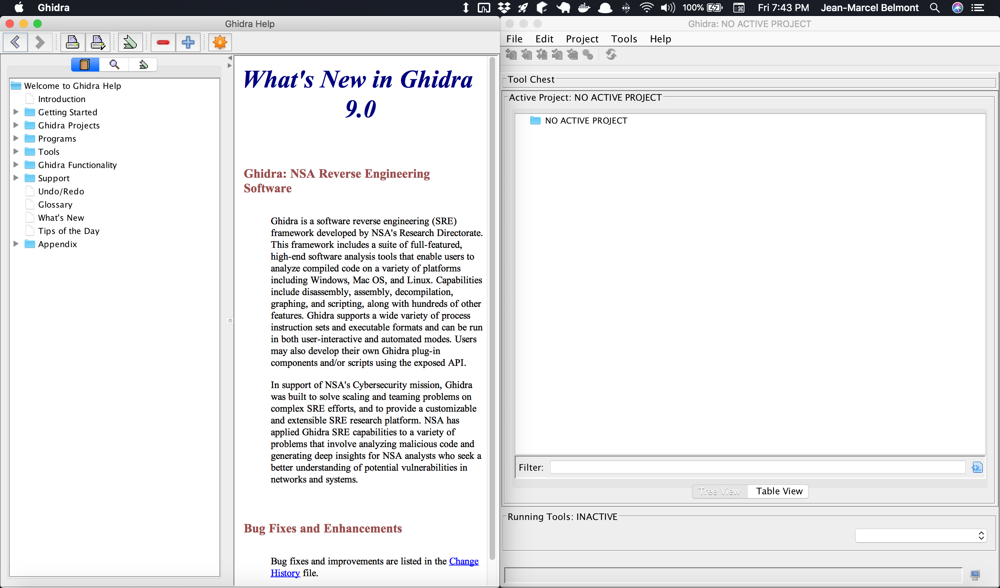 Ghidra
100%
Fri 7:43 PM
Jean-Marcel Belmont
Ghidra Help
Welcome to Ghidra Help
Introduction
Getting Started
Ghidra Projects
Programs
Tools
Ghidra Functionality
Support
Undo/Redo
Glossary
What's New
Tips of the Day
Appendix
What's New in Ghidra
9.0
Ghidra: NSA Reverse Engineering
Software
Ghidra is a software reverse engineering (SRE)
framework developed by NSA's Research Directorate.
This framework includes a suite of full-featured,
high-end software analysis tools that enable users to
analyze compiled code on a variety of platforms
including Windows, Mac OS, and Linux. Capabilities
include disassembly, assembly, decompilation,
graphing, and scripting, along with hundreds of other
features. Ghidra supports a wide variety of process
instruction sets and executable formats and can be run
in both user-interactive and automated modes. Users
may also develop their own Ghidra plug-in
components and/or scripts using the exposed API.
In support of NSA's Cybersecurity mission, Ghidra
was built to solve scaling and teaming problems on
complex SRE efforts, and to provide a customizable
and extensible SRE research platform. NSA has
applied Ghidra SRE capabilities to a variety of
problems that involve analyzing malicious code and
generating deep insights for NSA analysts who seek a
better understanding of potential vulnerabilities in
networks and systems.
Bug Fixes and Enhancements
Bug fixes and improvements are listed in the Change
History file.
Ghidra: NO ACTIVE PROJECT
File Edit Project Tools Help
Tool Chest
Active Project: NO ACTIVE PROJECT
NO ACTIVE PROJECT
Filter:
Tree View Table View
Running Tools: INACTIVE